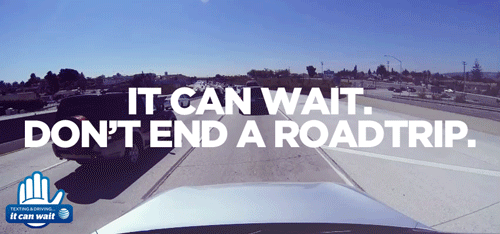 IT CAN WAIT.
DON'T END A ROADTRIP.
TEXTING & DRIVING...
it can wait